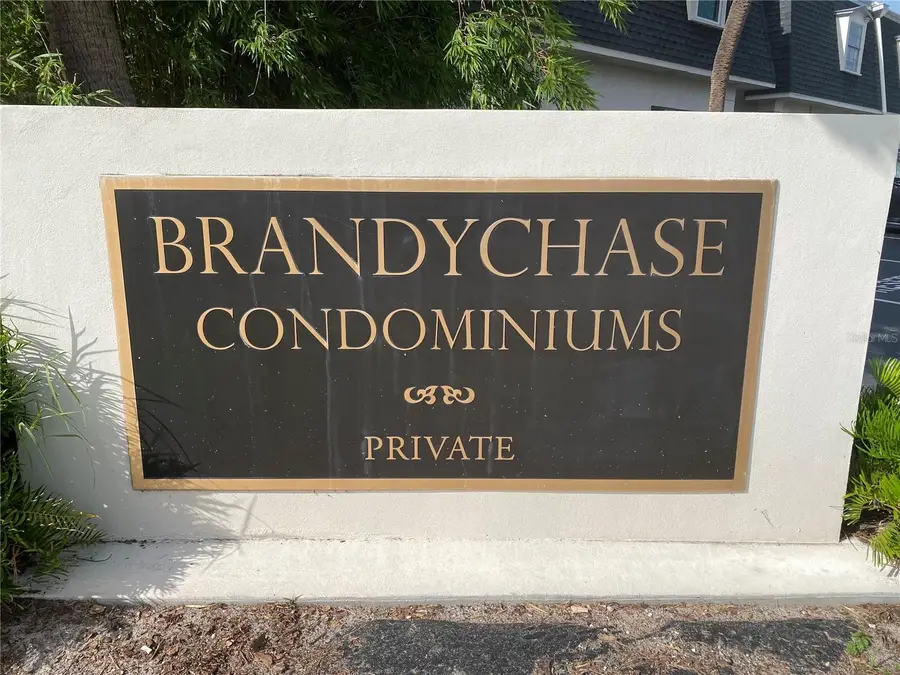 BRANDYCHASE
CONDOMINIUMS
PRIVATE